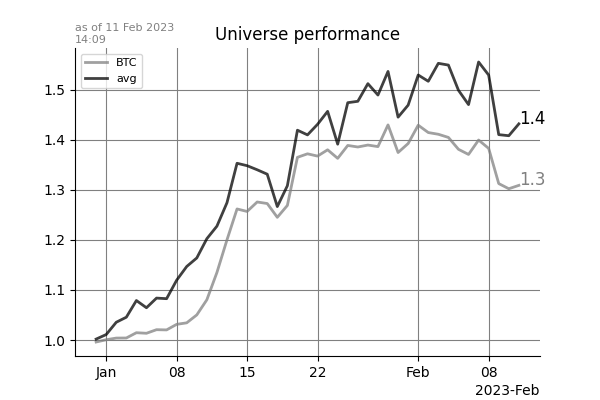 as of 11 Feb 2023
14:09
Universe performance
BTC
avg
1.5
1.4
1.3
1.2
1.1
1.0
1.4
1.3
Jan 08 15 22 Feb 08
2023-Feb